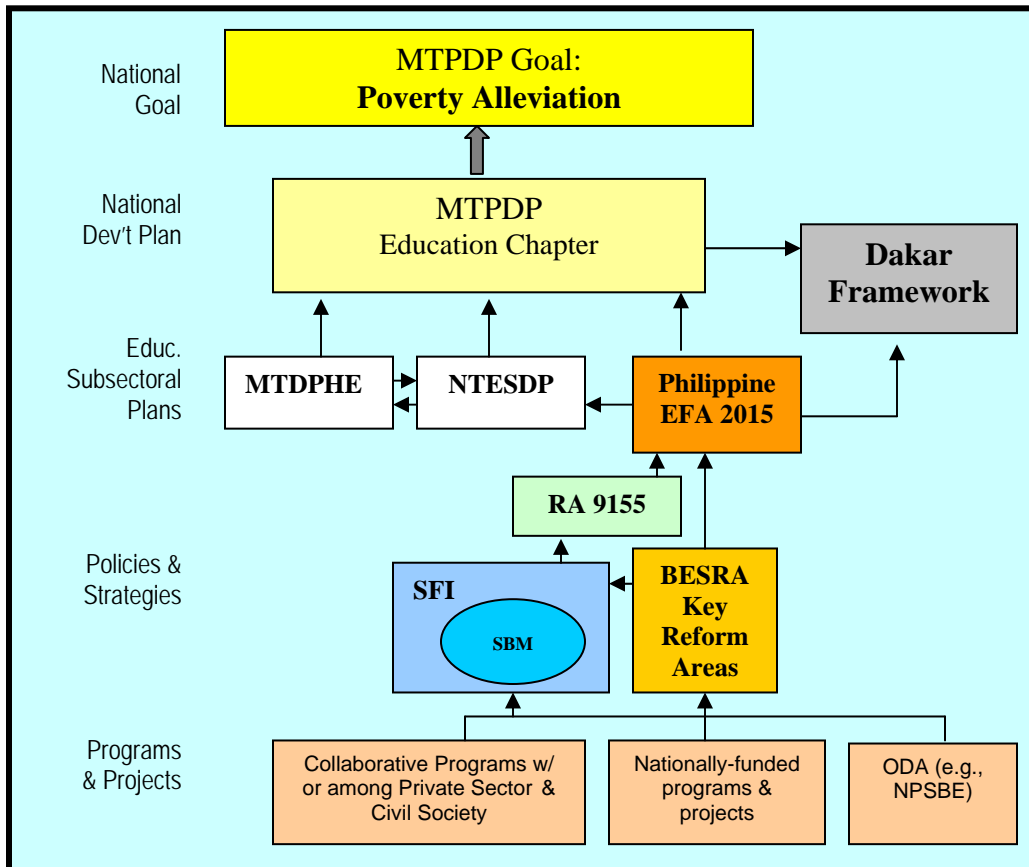 National
Goal
MTPDP Goal:
Poverty Alleviation
National
Dev't Plan
MTPDP
Education Chapter
Dakar
Framework
Educ.
Subsectoral
Plans
MTDPHE
NTESDP
Philippine
EFA 2015
RA 9155
Policies &
Strategies
SFI
SBM
BESRA
Key
Reform
Areas
Programs
& Projects
Collaborative Programs w/
or among Private Sector &
Civil Society
Nationally-funded
programs &
projects
ODA (e.g.,
NPSBE)